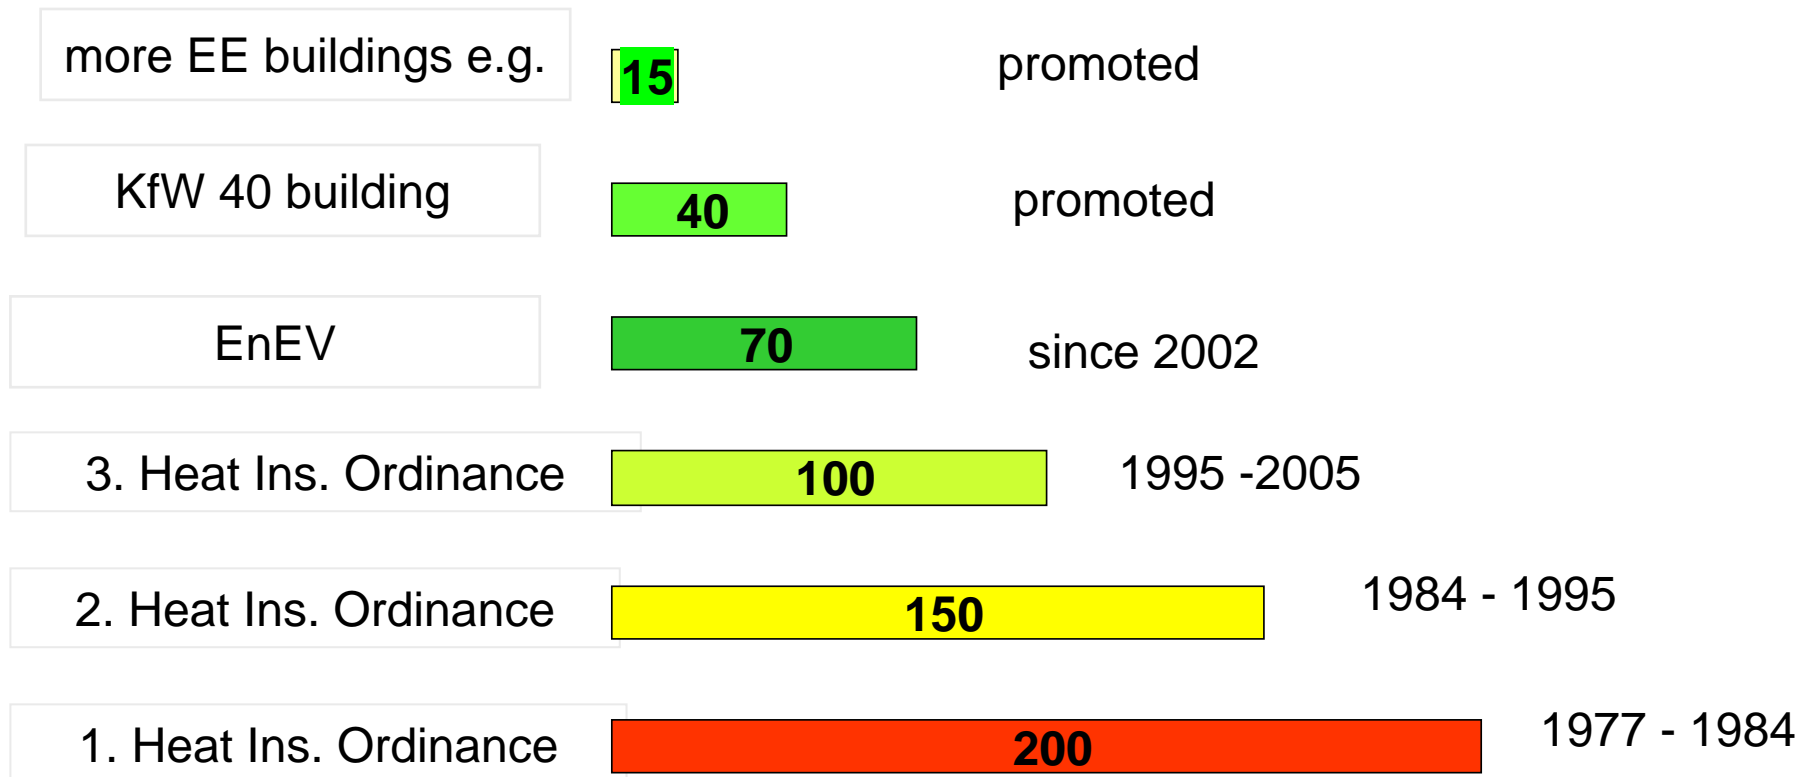 more EE buildings e.g. 15 promoted
KfW 40 building 40 promoted
EnEV 70 since 2002
3. Heat Ins. Ordinance 100 1995 -2005
2. Heat Ins. Ordinance 150 1984 - 1995
1. Heat Ins. Ordinance 200 1977 - 1984